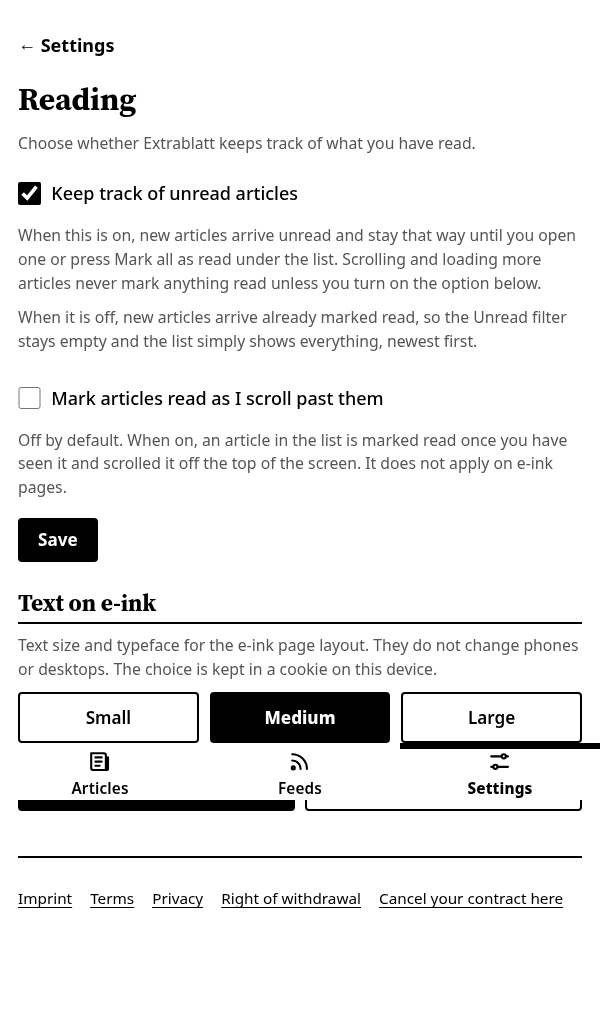 ← Settings
Reading
Choose whether Extrablatt keeps track of what you have read.
Keep track of unread articles
When this is on, new articles arrive unread and stay that way until you open
one or press Mark all as read under the list. Scrolling and loading more
articles never mark anything read unless you turn on the option below.
When it is off, new articles arrive already marked read, so the Unread filter
stays empty and the list simply shows everything, newest first.
Mark articles read as I scroll past them
Off by default. When on, an article in the list is marked read once you have
seen it and scrolled it off the top of the screen. It does not apply on e-ink
pages.
Save
Text on e-ink
Text size and typeface for the e-ink page layout. They do not change phones
or desktops. The choice is kept in a cookie on this device.
Small Medium Large
Articles Feeds Settings
Imprint Terms Privacy Right of withdrawal Cancel your contract here